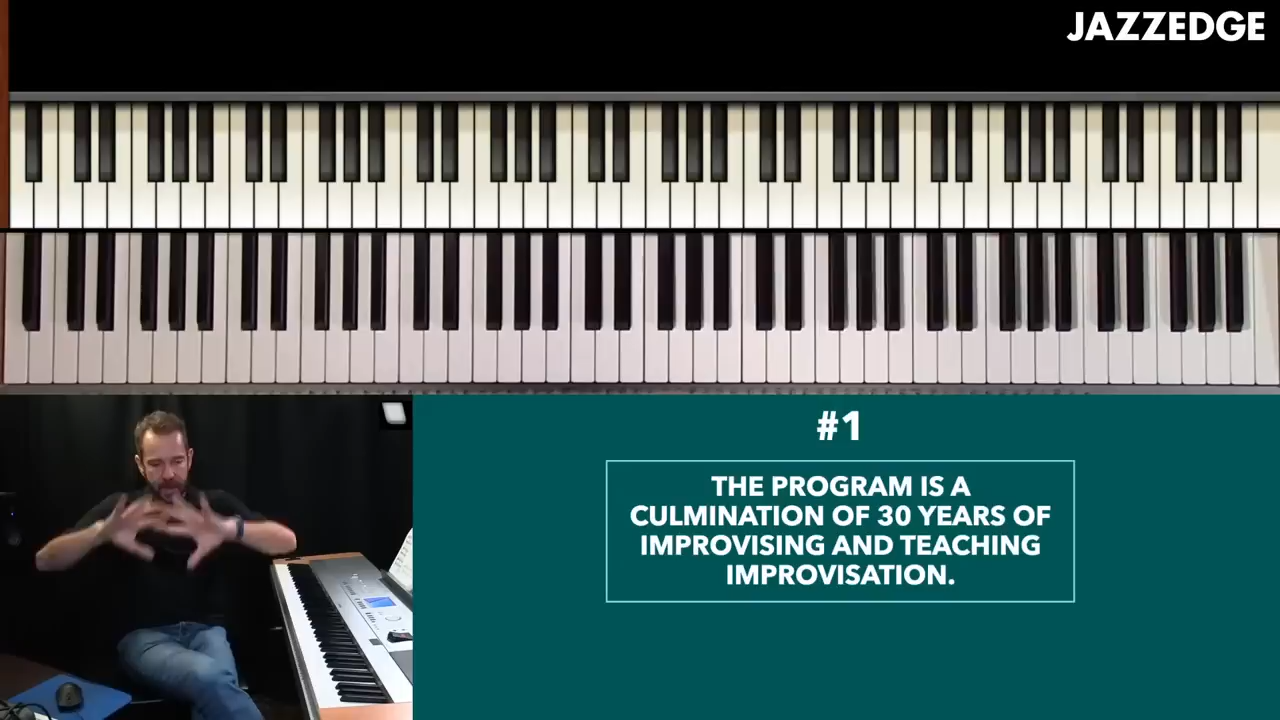 JAZZEDGE
#1
THE PROGRAM IS A
CULMINATION OF 30 YEARS OF
IMPROVISING AND TEACHING
IMPROVISATION.